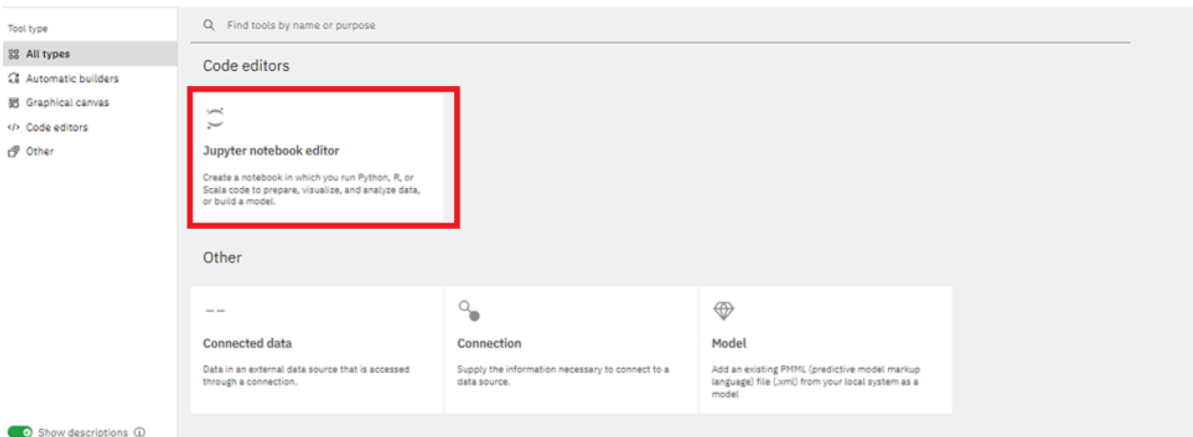 Tool type
All types
Automatic builders
Graphical canvas
</> Code editors
Other
Show descriptions
Find tools by name or purpose
Code editors
Jupyter notebook editor
Create a notebook in which you run Python, R, or
Scala code to prepare, visualize, and analyze data,
or build a model.
Other
Connected data
Data in an external data source that is accessed
through a connection.
Connection
Supply the information necessary to connect to a
data source.
Model
Add an existing PMML (predictive model markup
language) file (.xml) from your local system as a
model